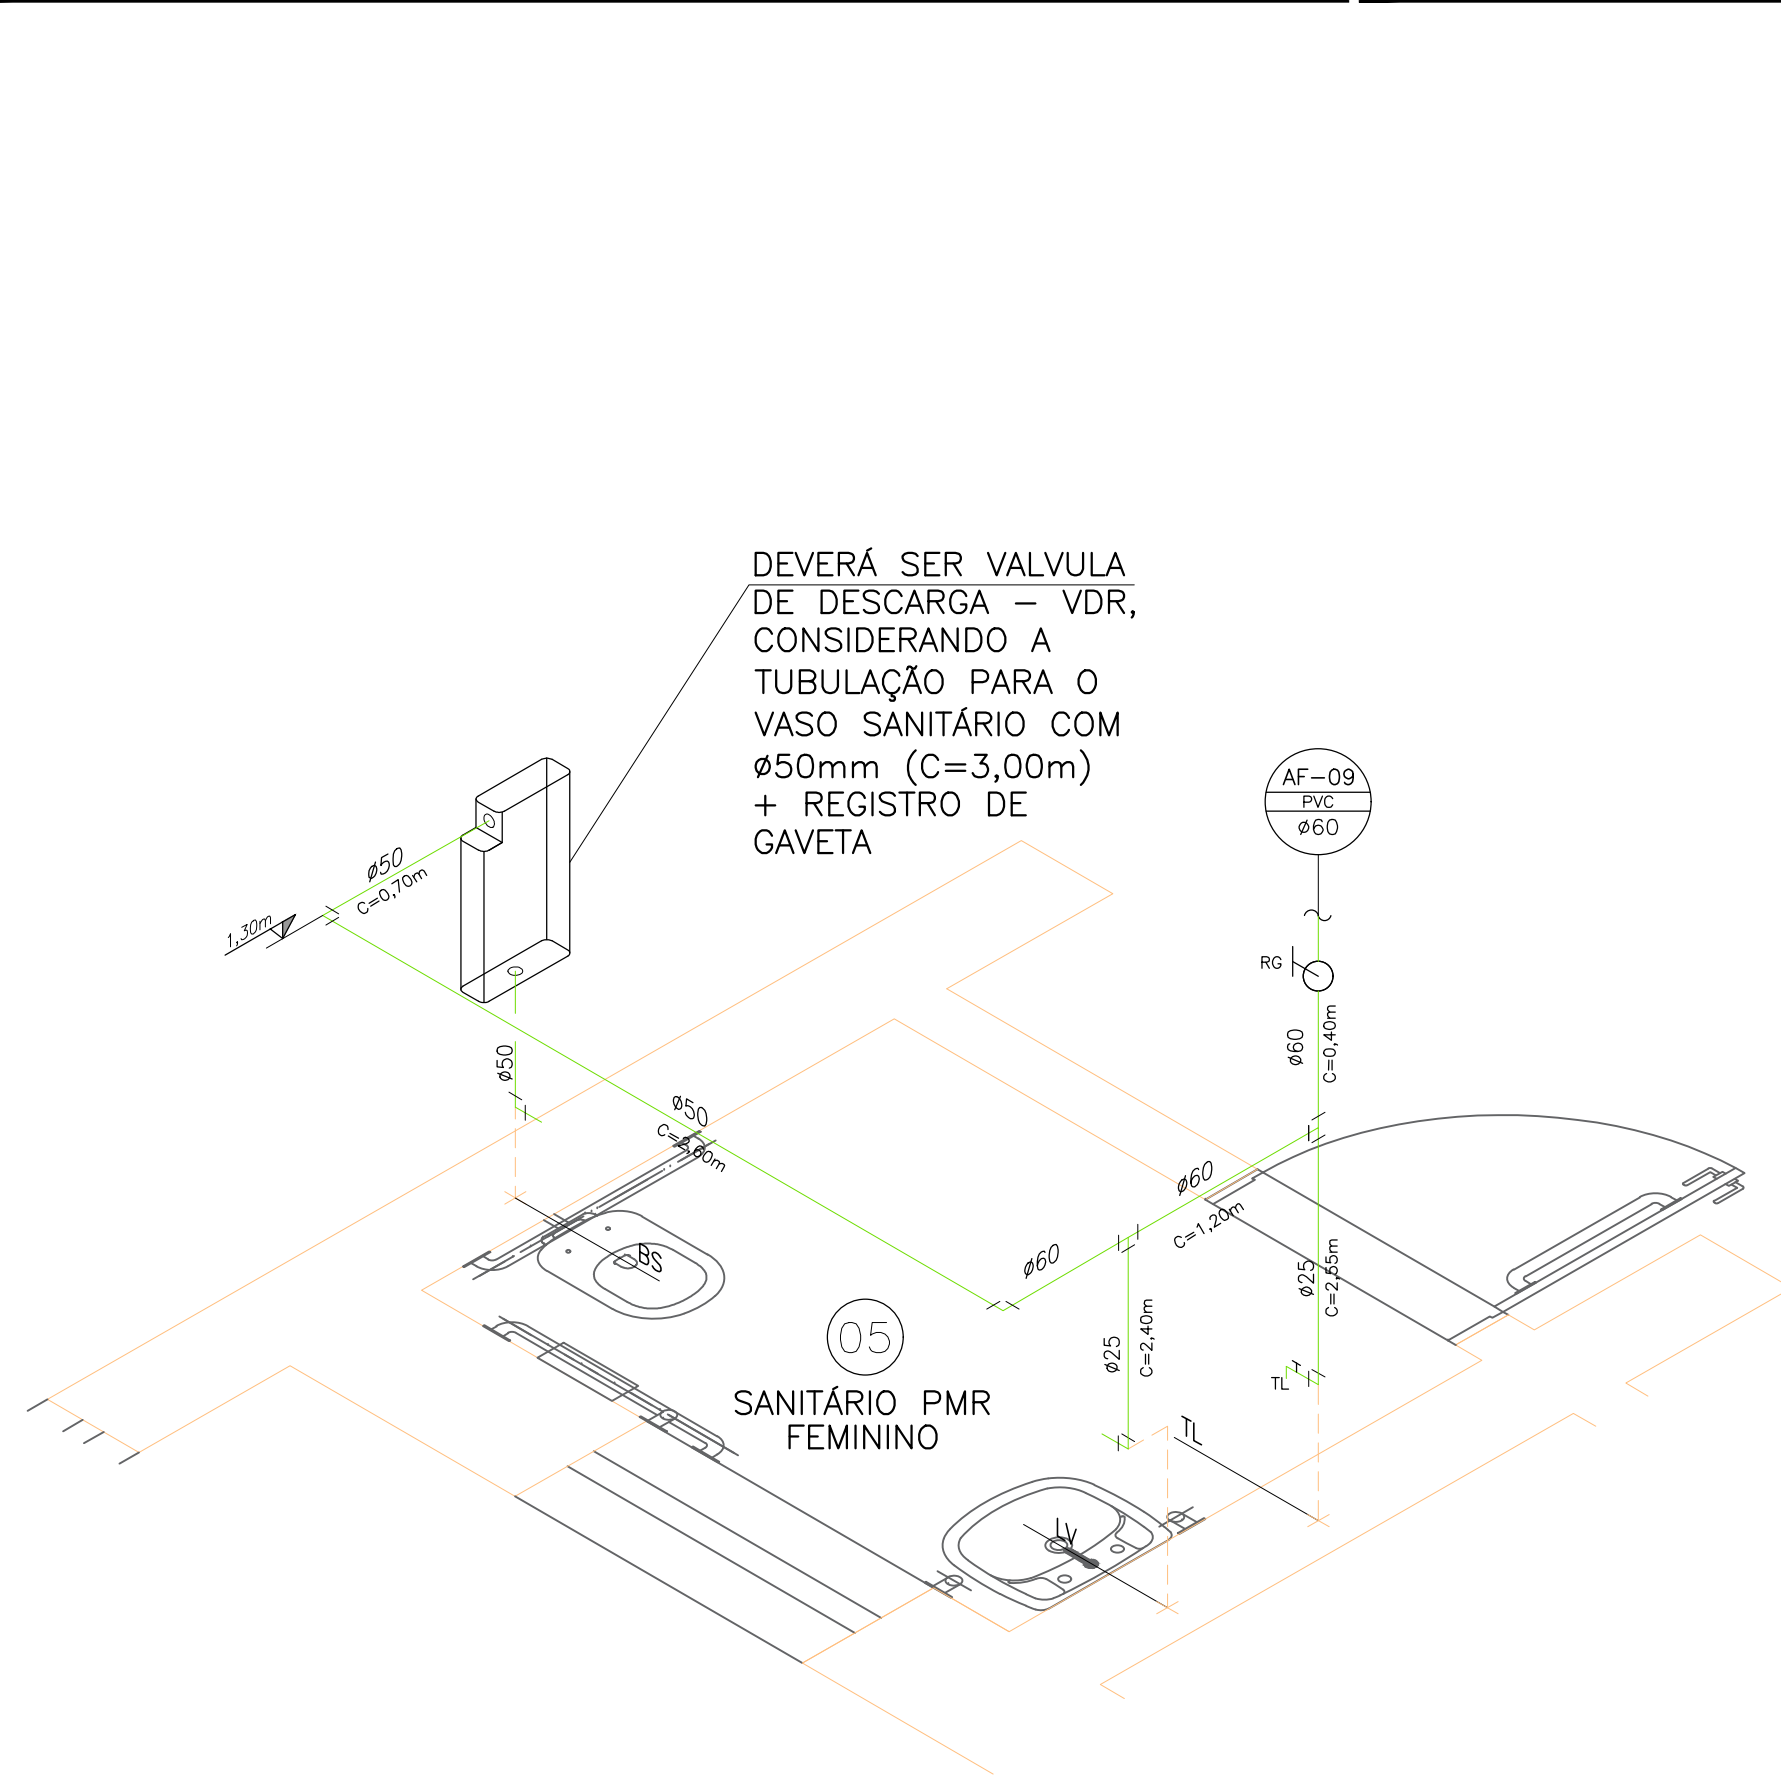 DEVERÁ SER VALVULA
DE DESCARGA – VDR,
CONSIDERANDO A
TUBULAÇÃO PARA O
VASO SANITÁRIO COM
ø50mm (C=3,00m)
+ REGISTRO DE
GAVETA
AF-09
PVC
ø60
ø50
C=0,70m
1,30m
RG
ø60
C=0,40m
ø50
ø50
C=2,60m
ø60
C=1,20m
ø60
BS
ø25
C=2,55m
ø25
C=2,40m
TL
05
SANITÁRIO PMR
FEMININO
TL
LV